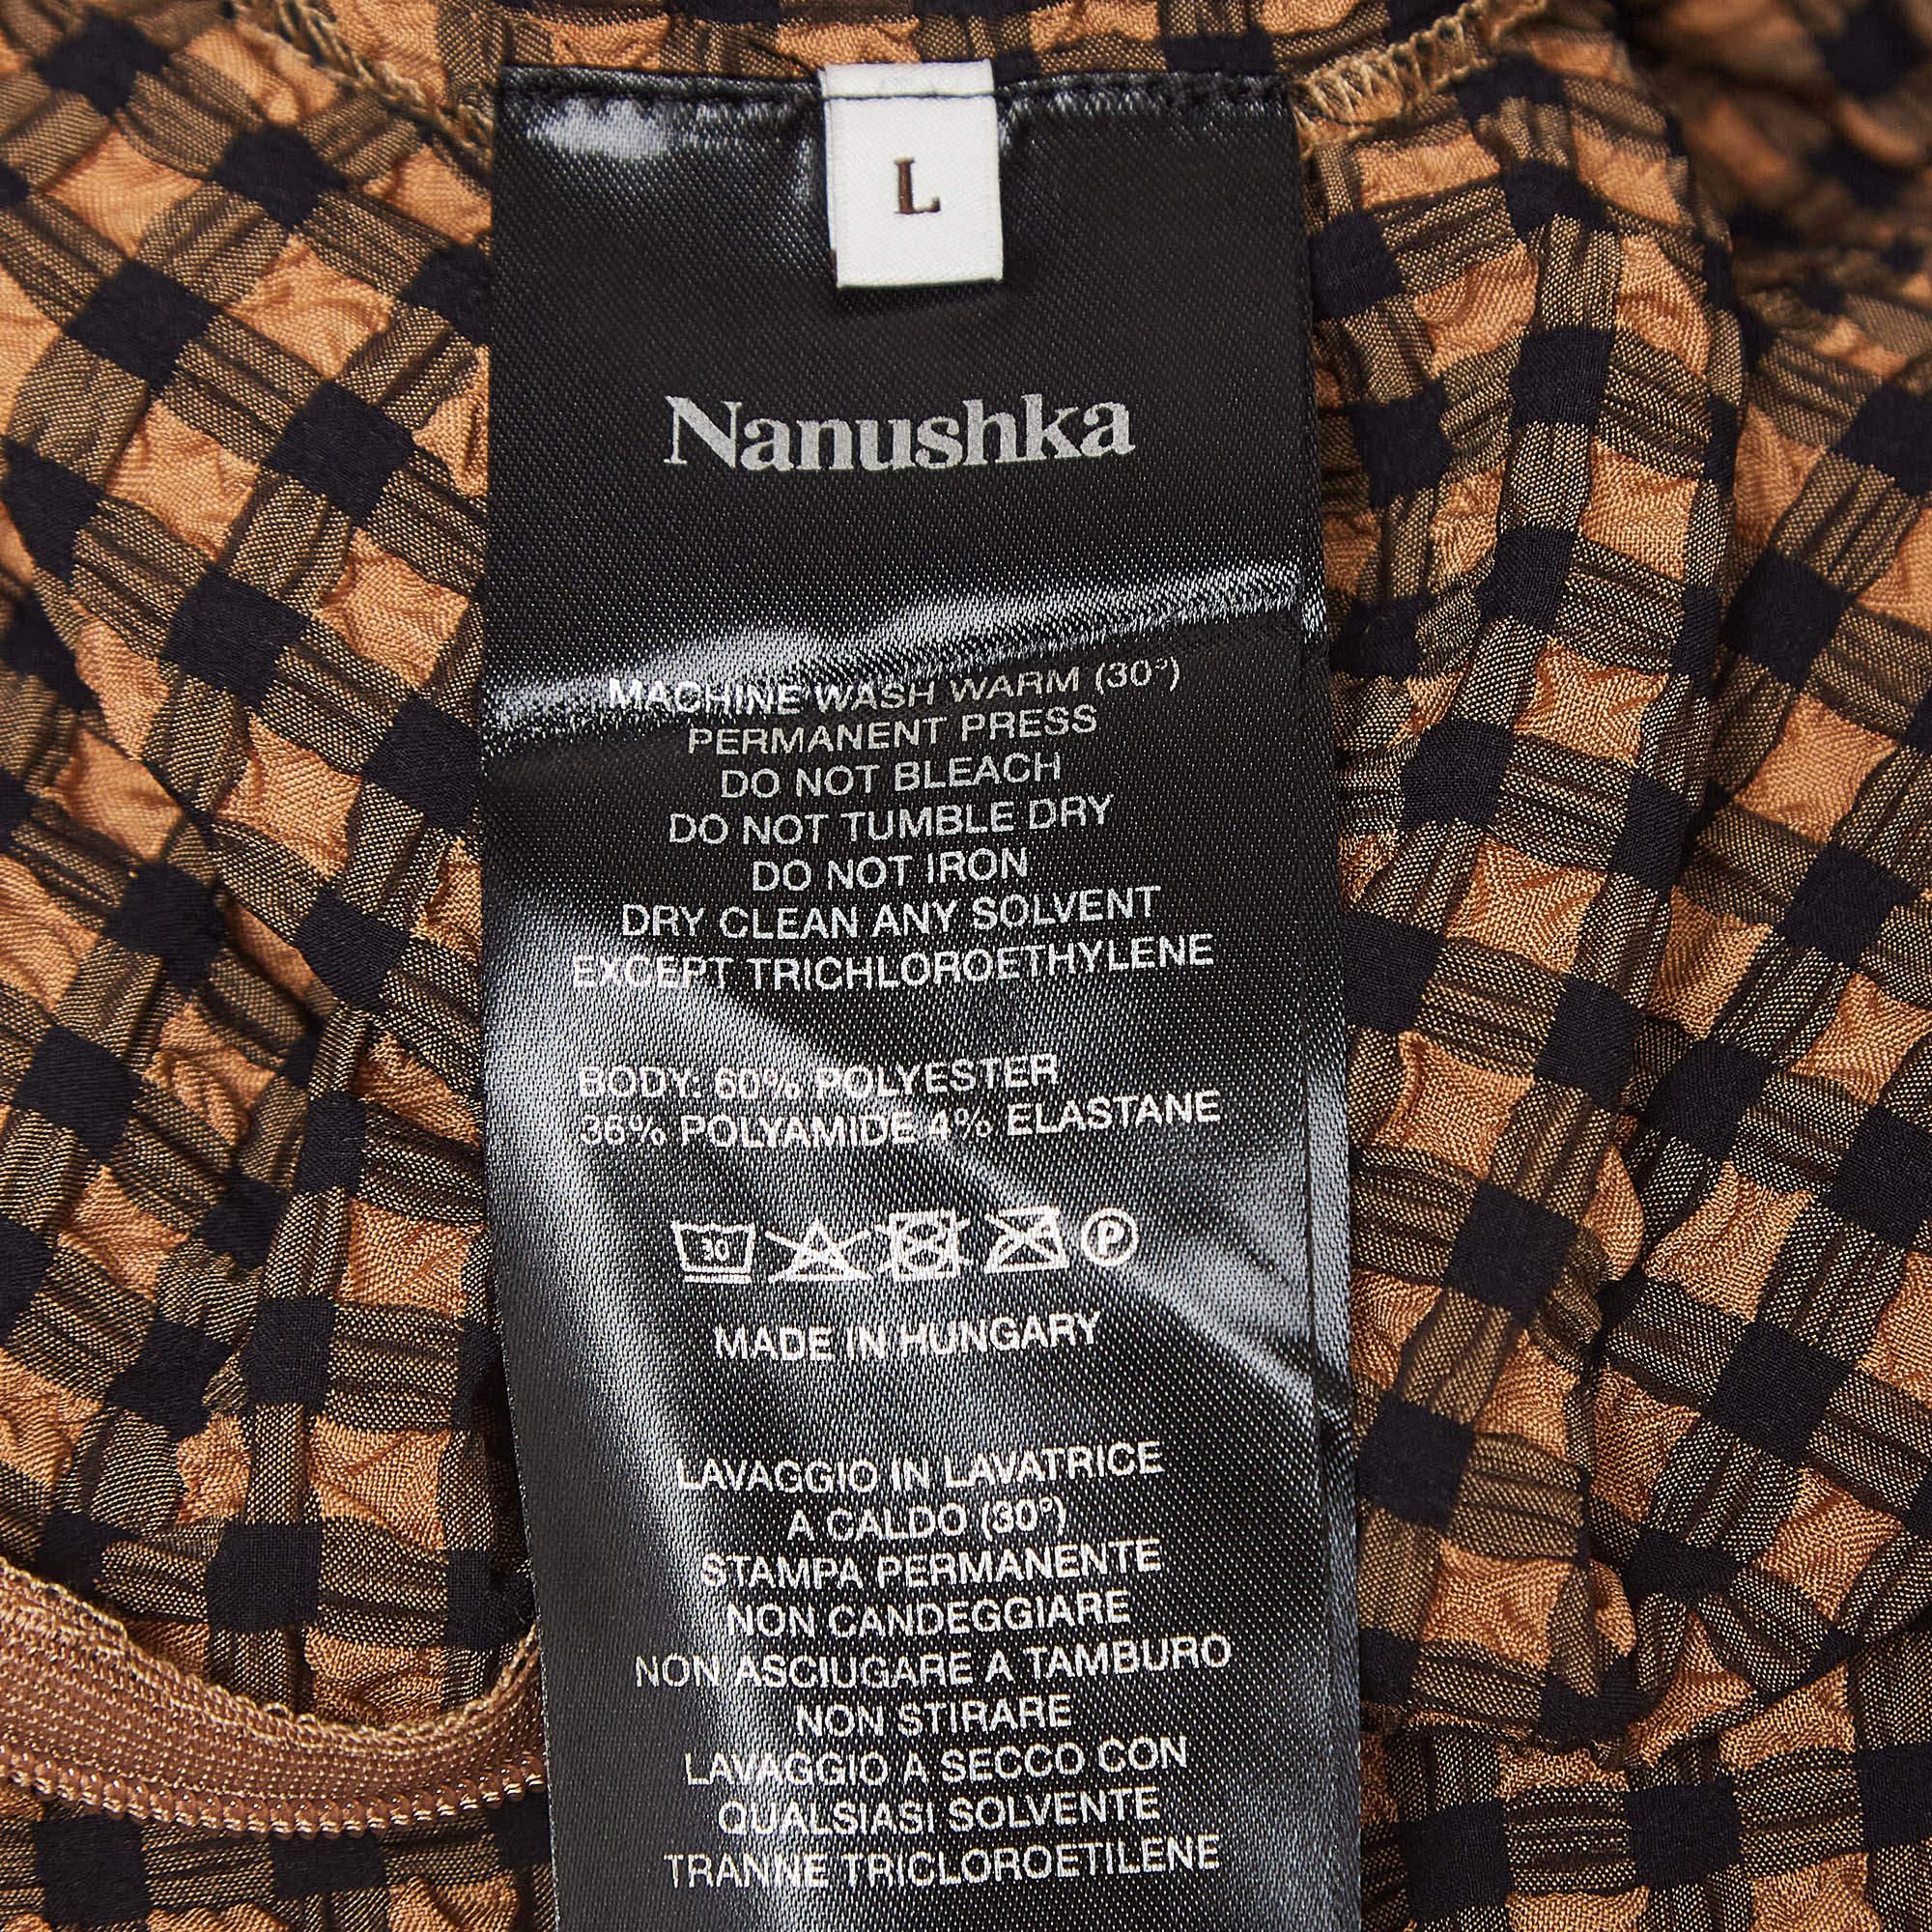 L
Nanushka
MACHINE WASH WARM (30°)
PERMANENT PRESS
DO NOT BLEACH
DO NOT TUMBLE DRY
DO NOT IRON
DRY CLEAN ANY SOLVENT
EXCEPT TRICHLOROETHYLENE
BODY: 60% POLYESTER
36% POLYAMIDE 4% ELASTANE
30 P
MADE IN HUNGARY
LAVAGGIO IN LAVATRICE
A CALDO (30°)
STAMPA PERMANENTE
NON CANDEGGIARE
NON ASCIUGARE A TAMBURO
NON STIRARE
LAVAGGIO A SECCO CON
QUALSIASI SOLVENTE
TRANNE TRICLOROETILENE